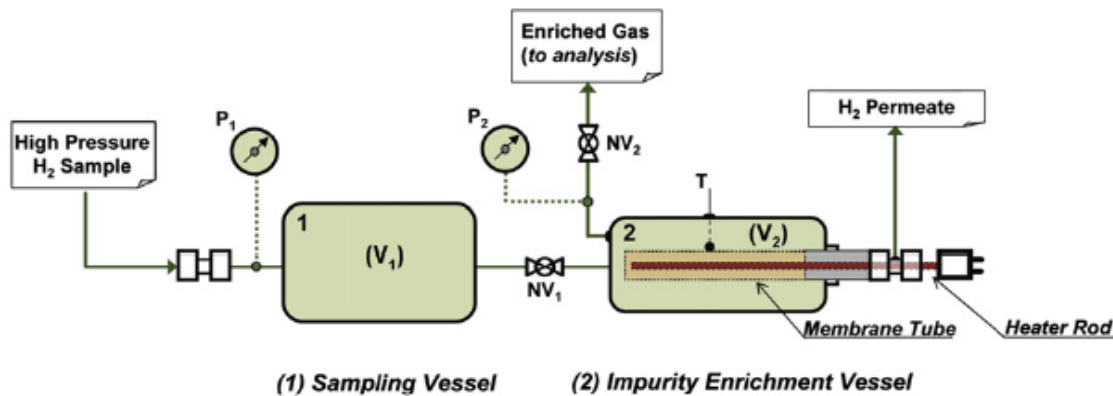 Enriched Gas
(to analysis)
H₂ Permeate
P₁
P₂
NV₂
High Pressure
H₂ Sample
T
1
(V₁)
2
(V₂)
NV₁
Membrane Tube
Heater Rod
(1) Sampling Vessel
(2) Impurity Enrichment Vessel